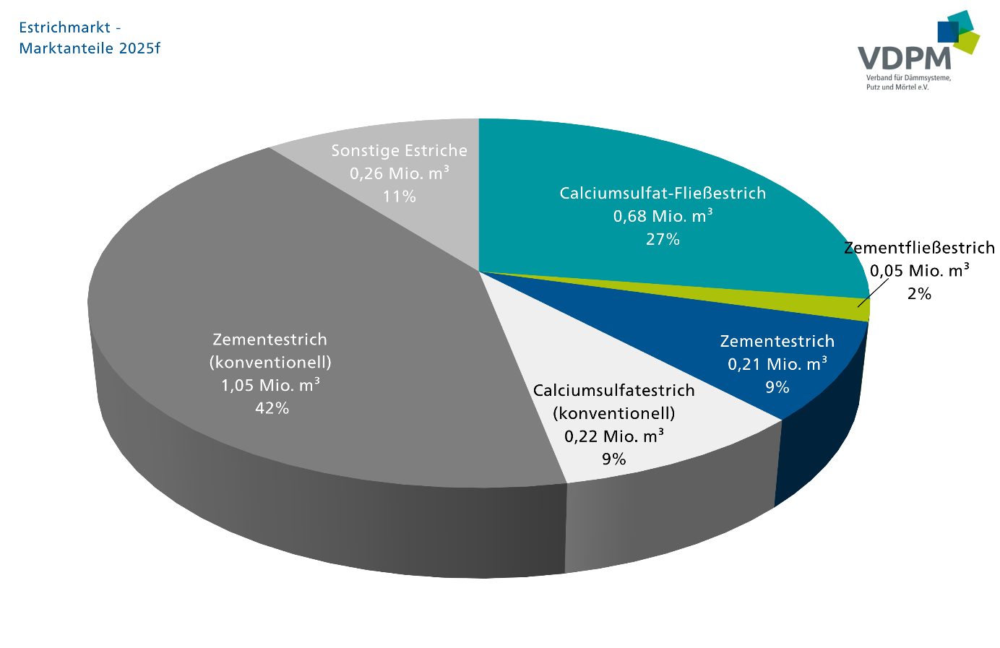 Estrichmarkt -
Marktanteile 2025f
VDPM
Verband für Dämmsysteme,
Putz und Mörtel e.V.
Sonstige Estriche
0,26 Mio. m³
11%
Calciumsulfat-Fließestrich
0,68 Mio. m³
27%
Zementfließestrich
0,05 Mio. m³
2%
Zementestrich
0,21 Mio. m³
9%
Calciumsulfatestrich
(konventionell)
0,22 Mio. m³
9%
Zementestrich
(konventionell)
1,05 Mio. m³
42%